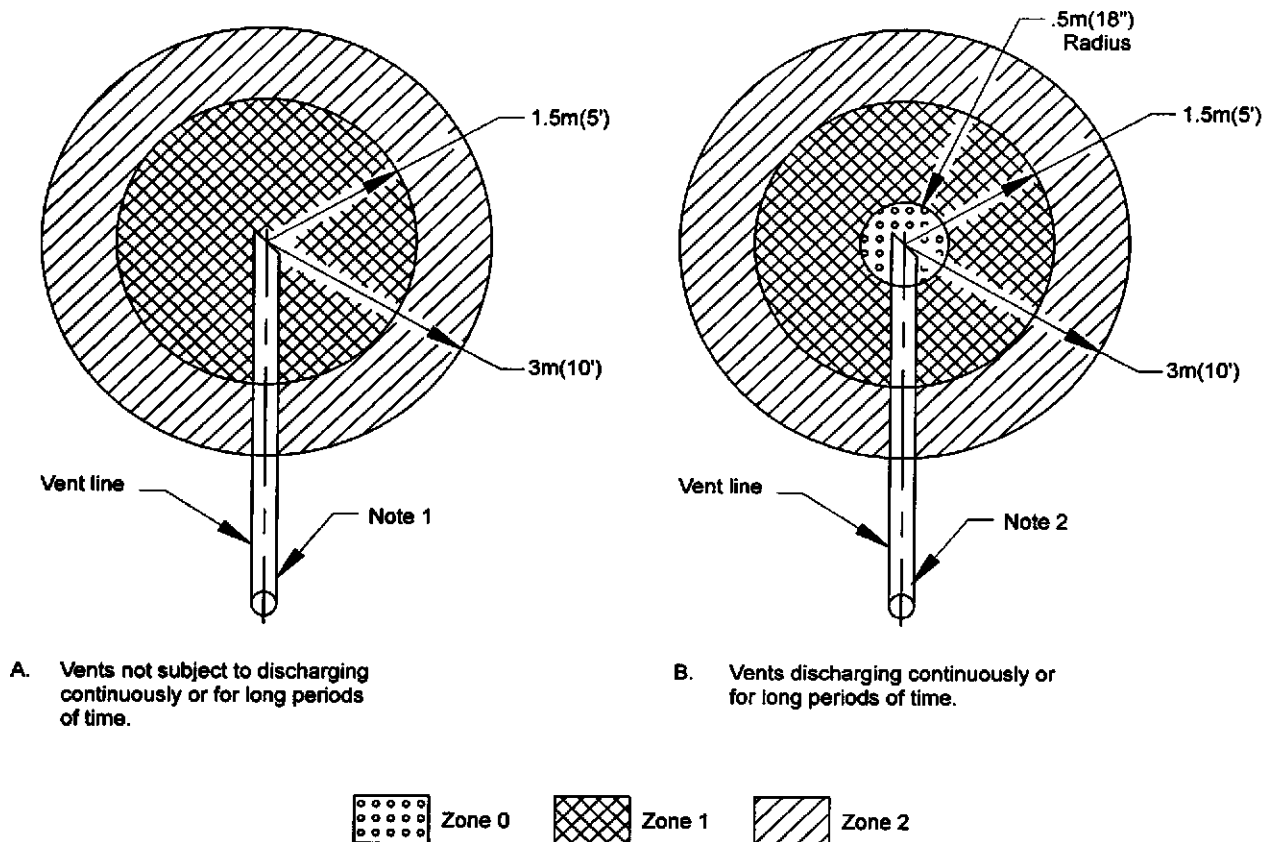 1.5m(5')
3m(10')
Vent line
Note 1
A. Vents not subject to discharging
continuously or for long periods
of time.
.5m(18")
Radius
1.5m(5')
3m(10')
Vent line
Note 2
B. Vents discharging continuously or
for long periods of time.
Zone 0
Zone 1
Zone 2